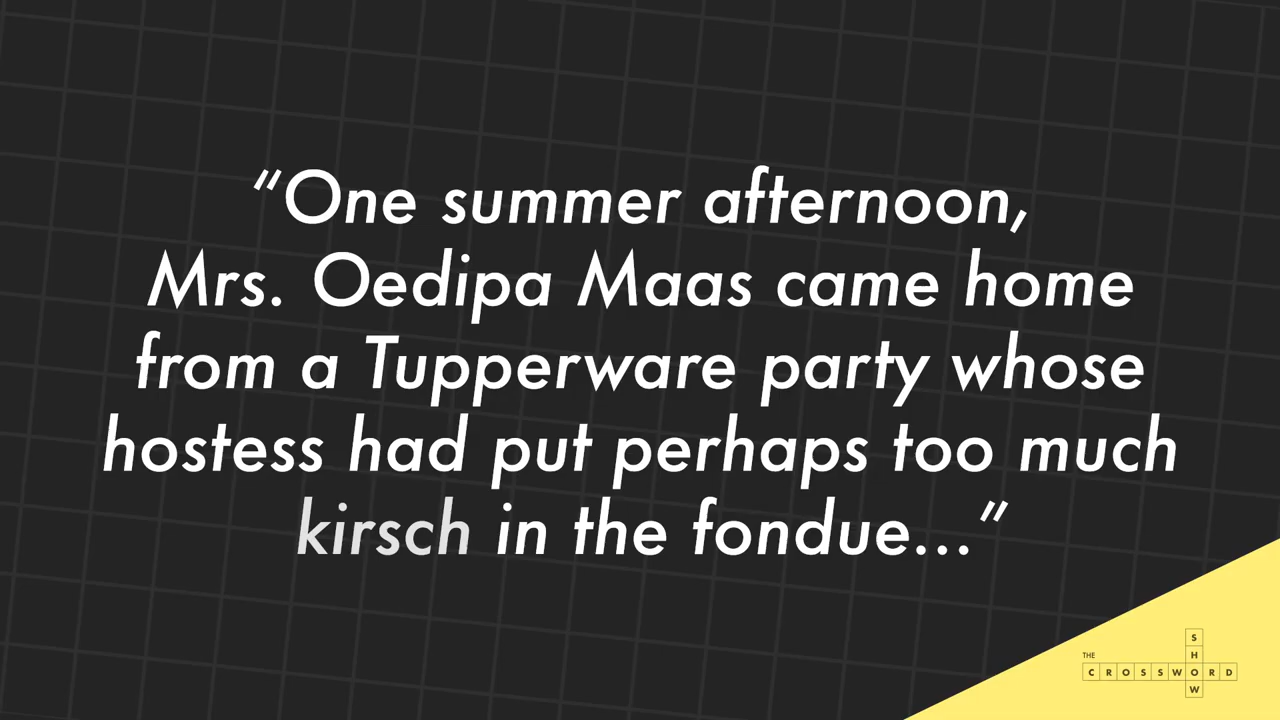 “One summer afternoon,
Mrs. Oedipa Maas came home
from a Tupperware party whose
hostess had put perhaps too much
kirsch in the fondue...”
THE
CROSSWORD
SHOW